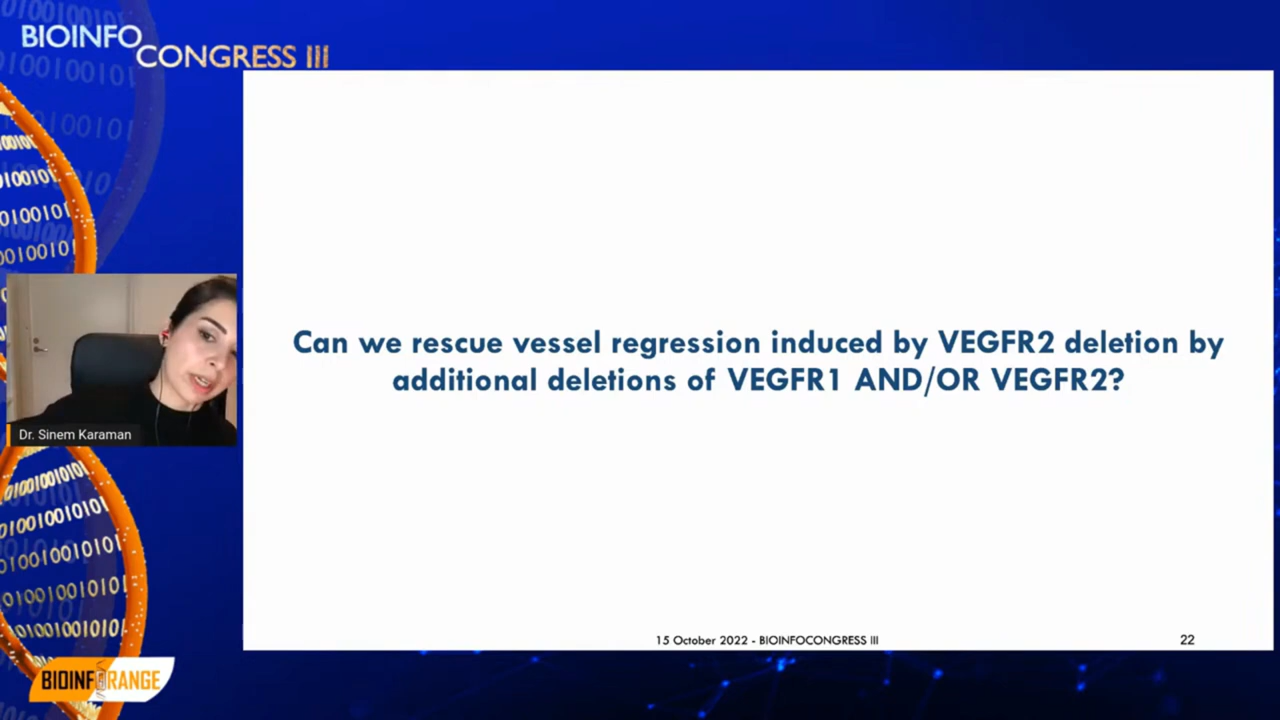 BIOINFO
CONGRESS III
Can we rescue vessel regression induced by VEGFR2 deletion by
additional deletions of VEGFR1 AND/OR VEGFR2?
Dr. Sinem Karaman
15 October 2022 - BIOINFOCONGRESS III
22